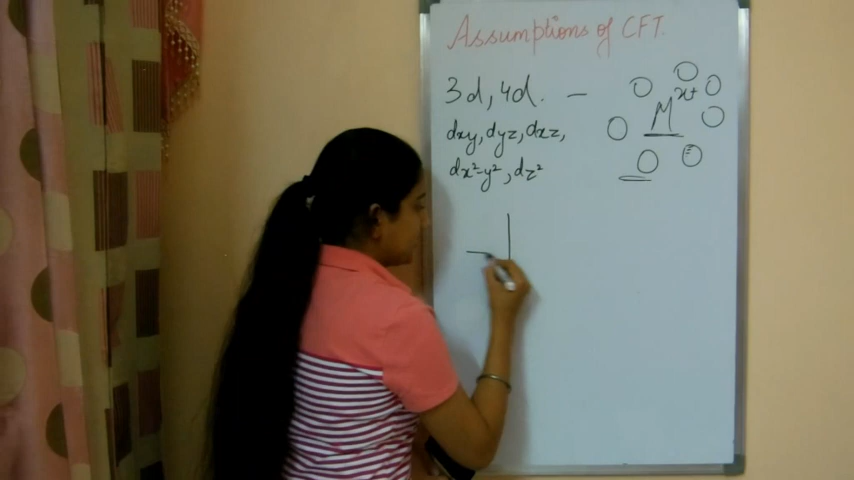 Assumptions of CFT.
3d, 4d. –
dxy, dyz, dxz,
dx²-y², dz²
M
x+